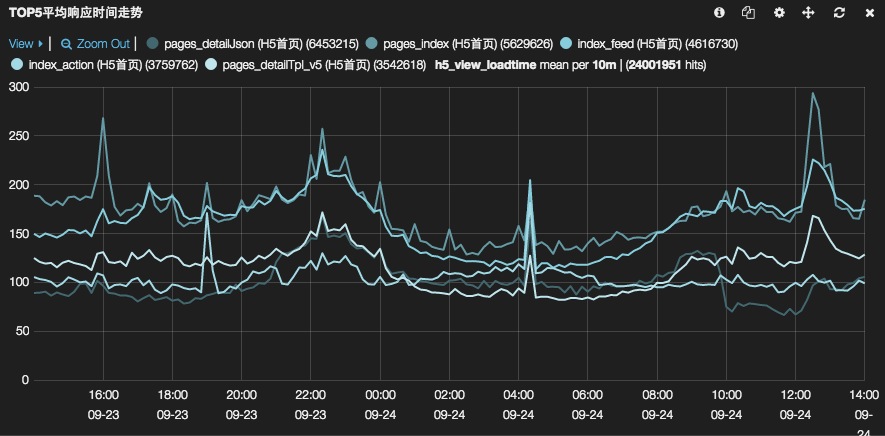 TOP5平均响应时间走势
View | Zoom Out | pages_detailJson (H5首页) (6453215) pages_index (H5首页) (5629626) index_feed (H5首页) (4616730)
index_action (H5首页) (3759762) pages_detailTpl_v5 (H5首页) (3542618) h5_view_loadtime mean per 10m | (24001951 hits)
300
250
200
150
100
50
0
16:00 18:00 20:00 22:00 00:00 02:00 04:00 06:00 08:00 10:00 12:00 14:00
09-23 09-23 09-23 09-23 09-24 09-24 09-24 09-24 09-24 09-24 09-24 09-
24